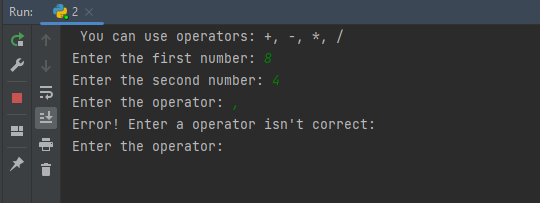 Run: 2 ×
You can use operators: +, -, *, /
Enter the first number: 8
Enter the second number: 4
Enter the operator: ,
Error! Enter a operator isn't correct:
Enter the operator: